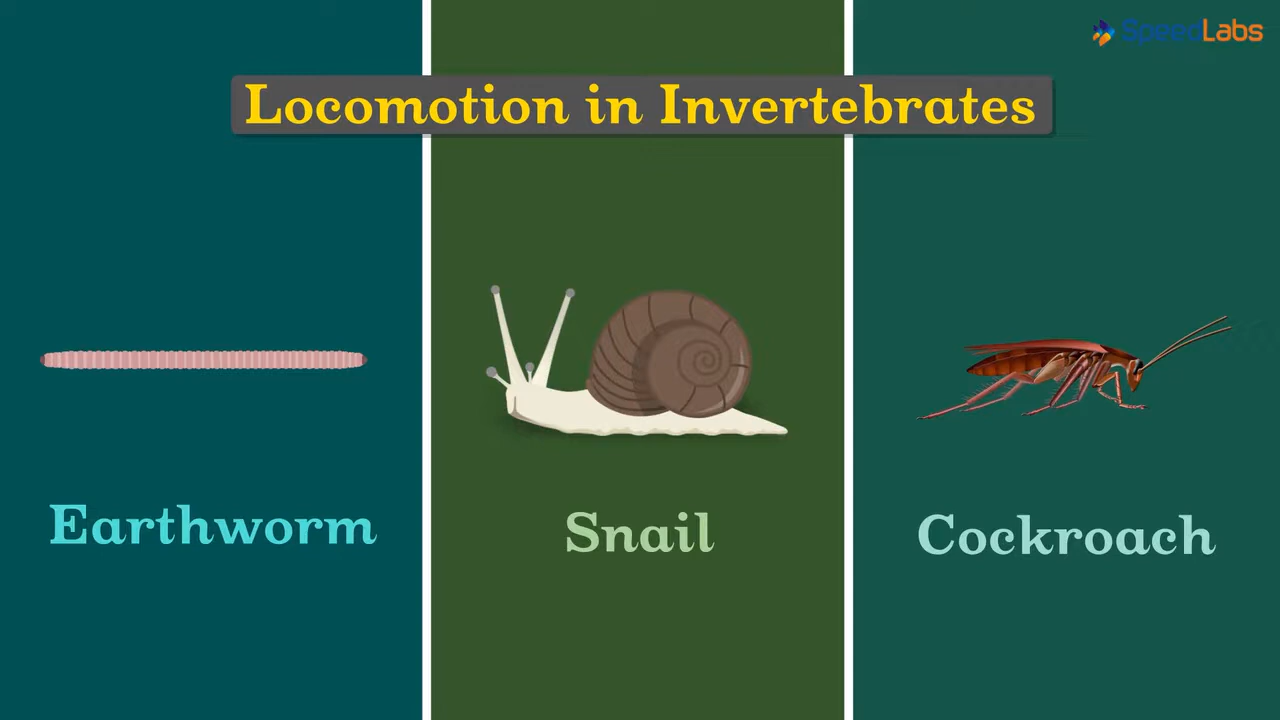 SpeedLabs
Locomotion in Invertebrates
Earthworm
Snail
Cockroach